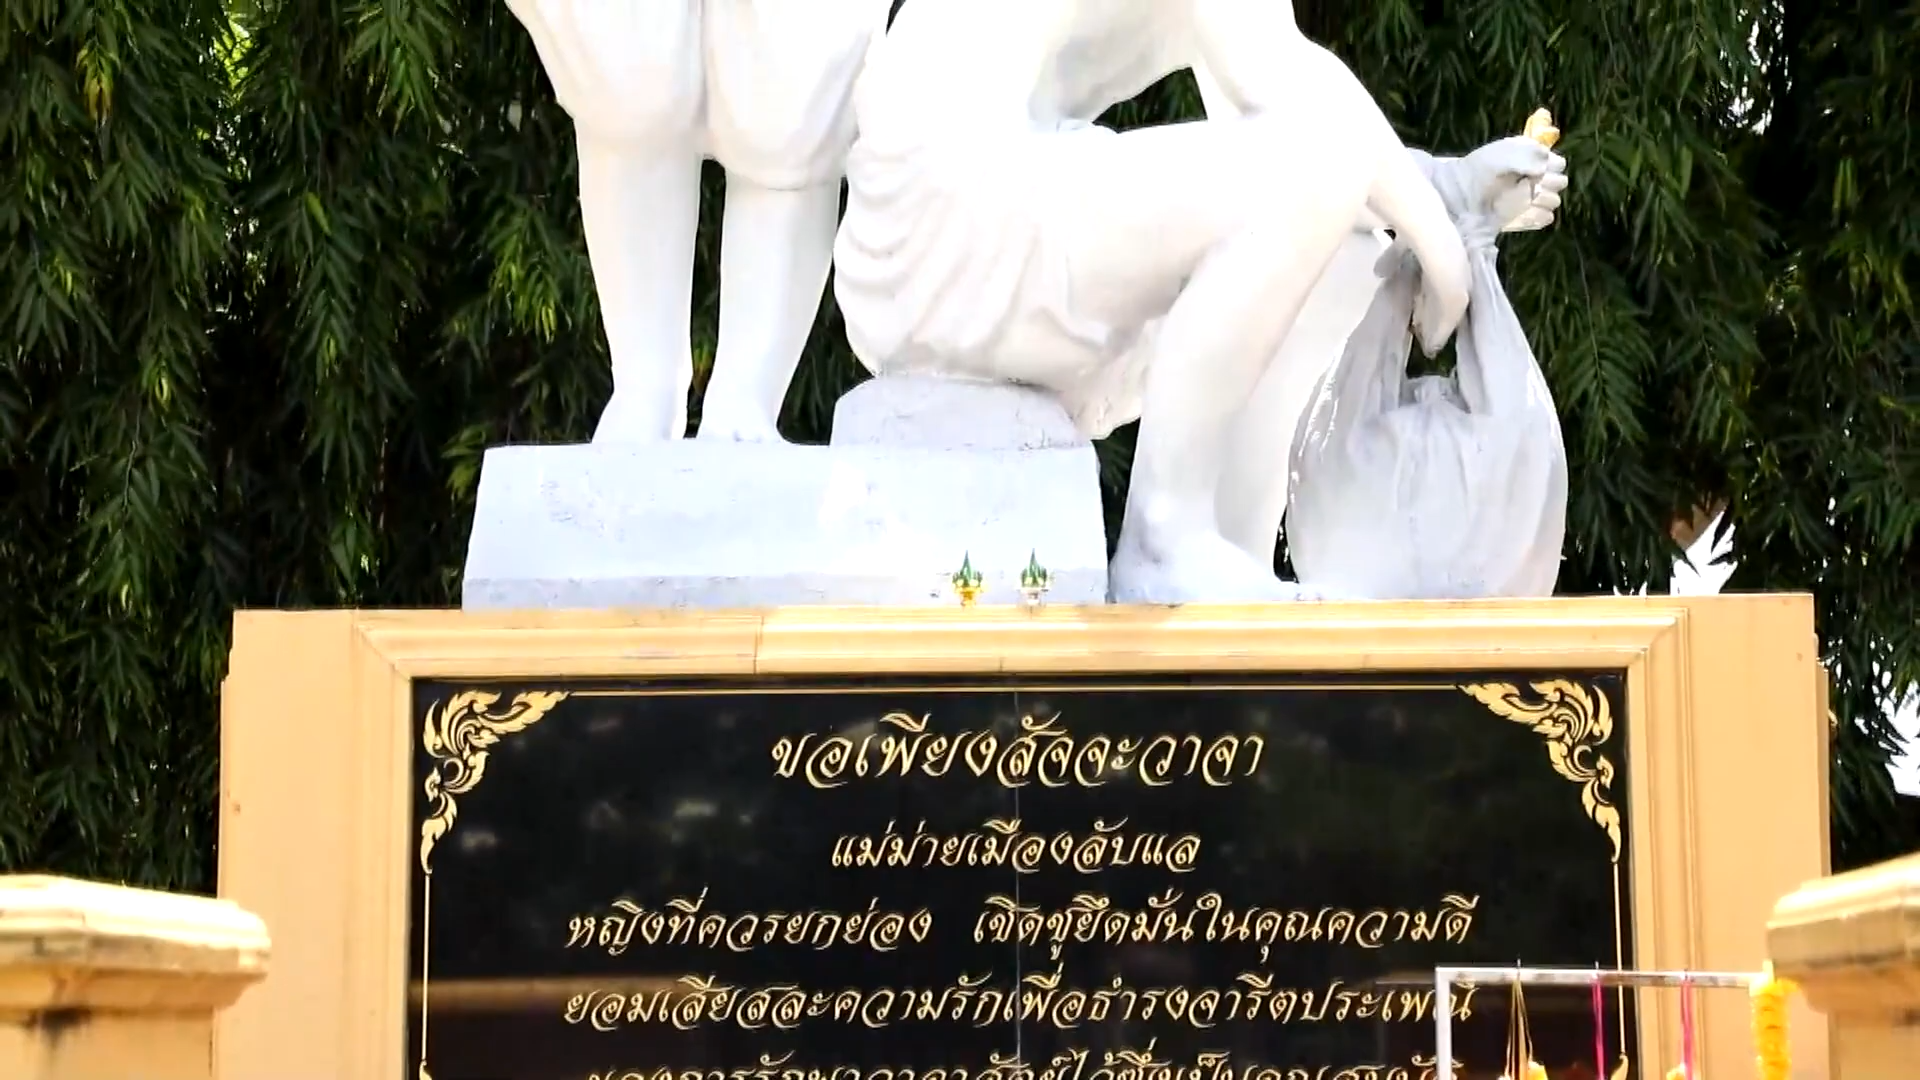 ขอเพียงสัจจะวาจา
แม่ม่ายเมืองลับแล
หญิงที่ควรยกย่อง เชิดชูยึดมั่นในคุณความดี
ยอมเสียสละความรักเพื่อธำรงจารีตประเพณี